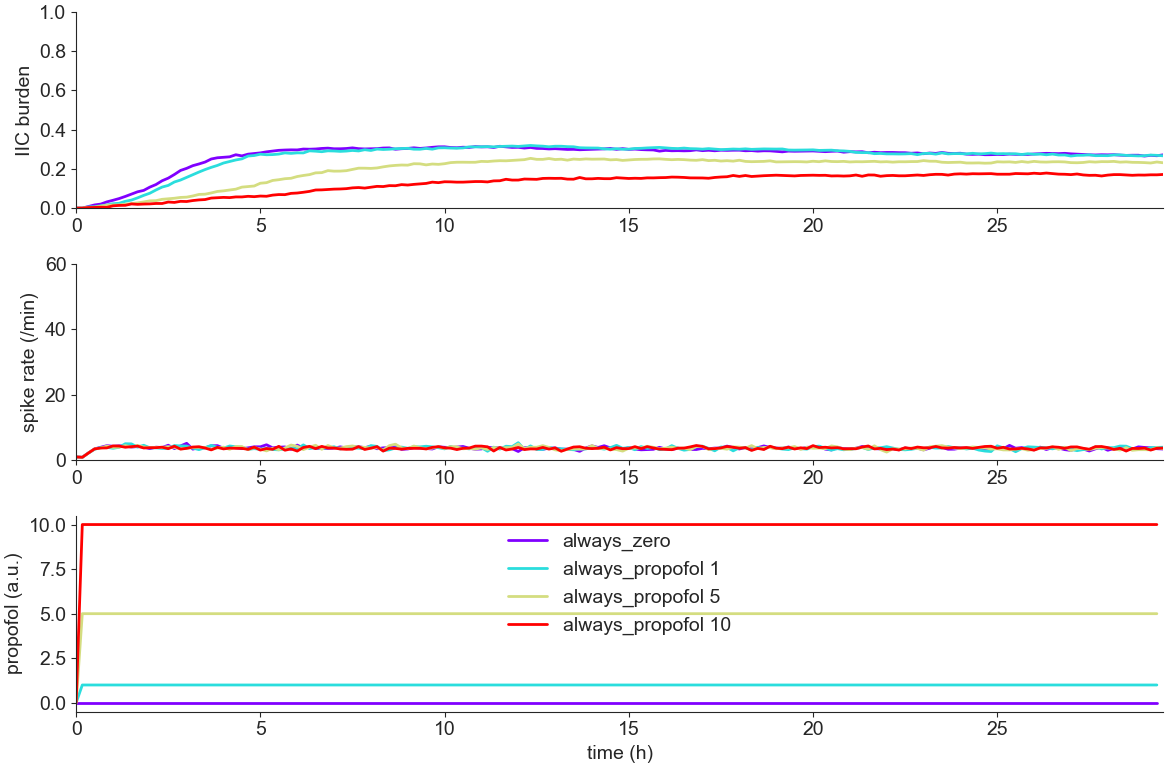 1.0
0.8
0.6
0.4
0.2
0.0
IIC burden
0 5 10 15 20 25
60
40
20
0
spike rate (/min)
0 5 10 15 20 25
10.0
7.5
5.0
2.5
0.0
propofol (a.u.)
always_zero
always_propofol 1
always_propofol 5
always_propofol 10
0 5 10 15 20 25
time (h)